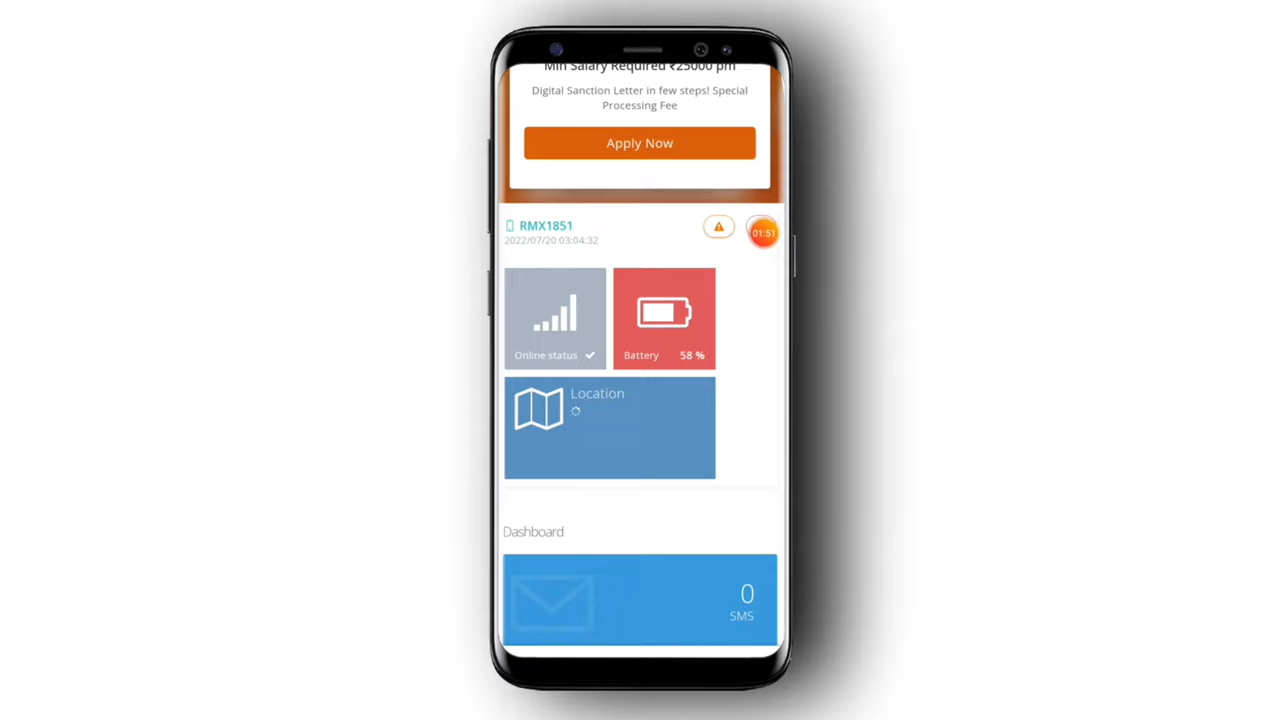 Min Salary Required ₹25000 pm
Digital Sanction Letter in few steps! Special
Processing Fee
Apply Now
RMX1851
2022/07/20 03:04:32
01:51
Online status
Battery 58 %
Location
Dashboard
0
SMS